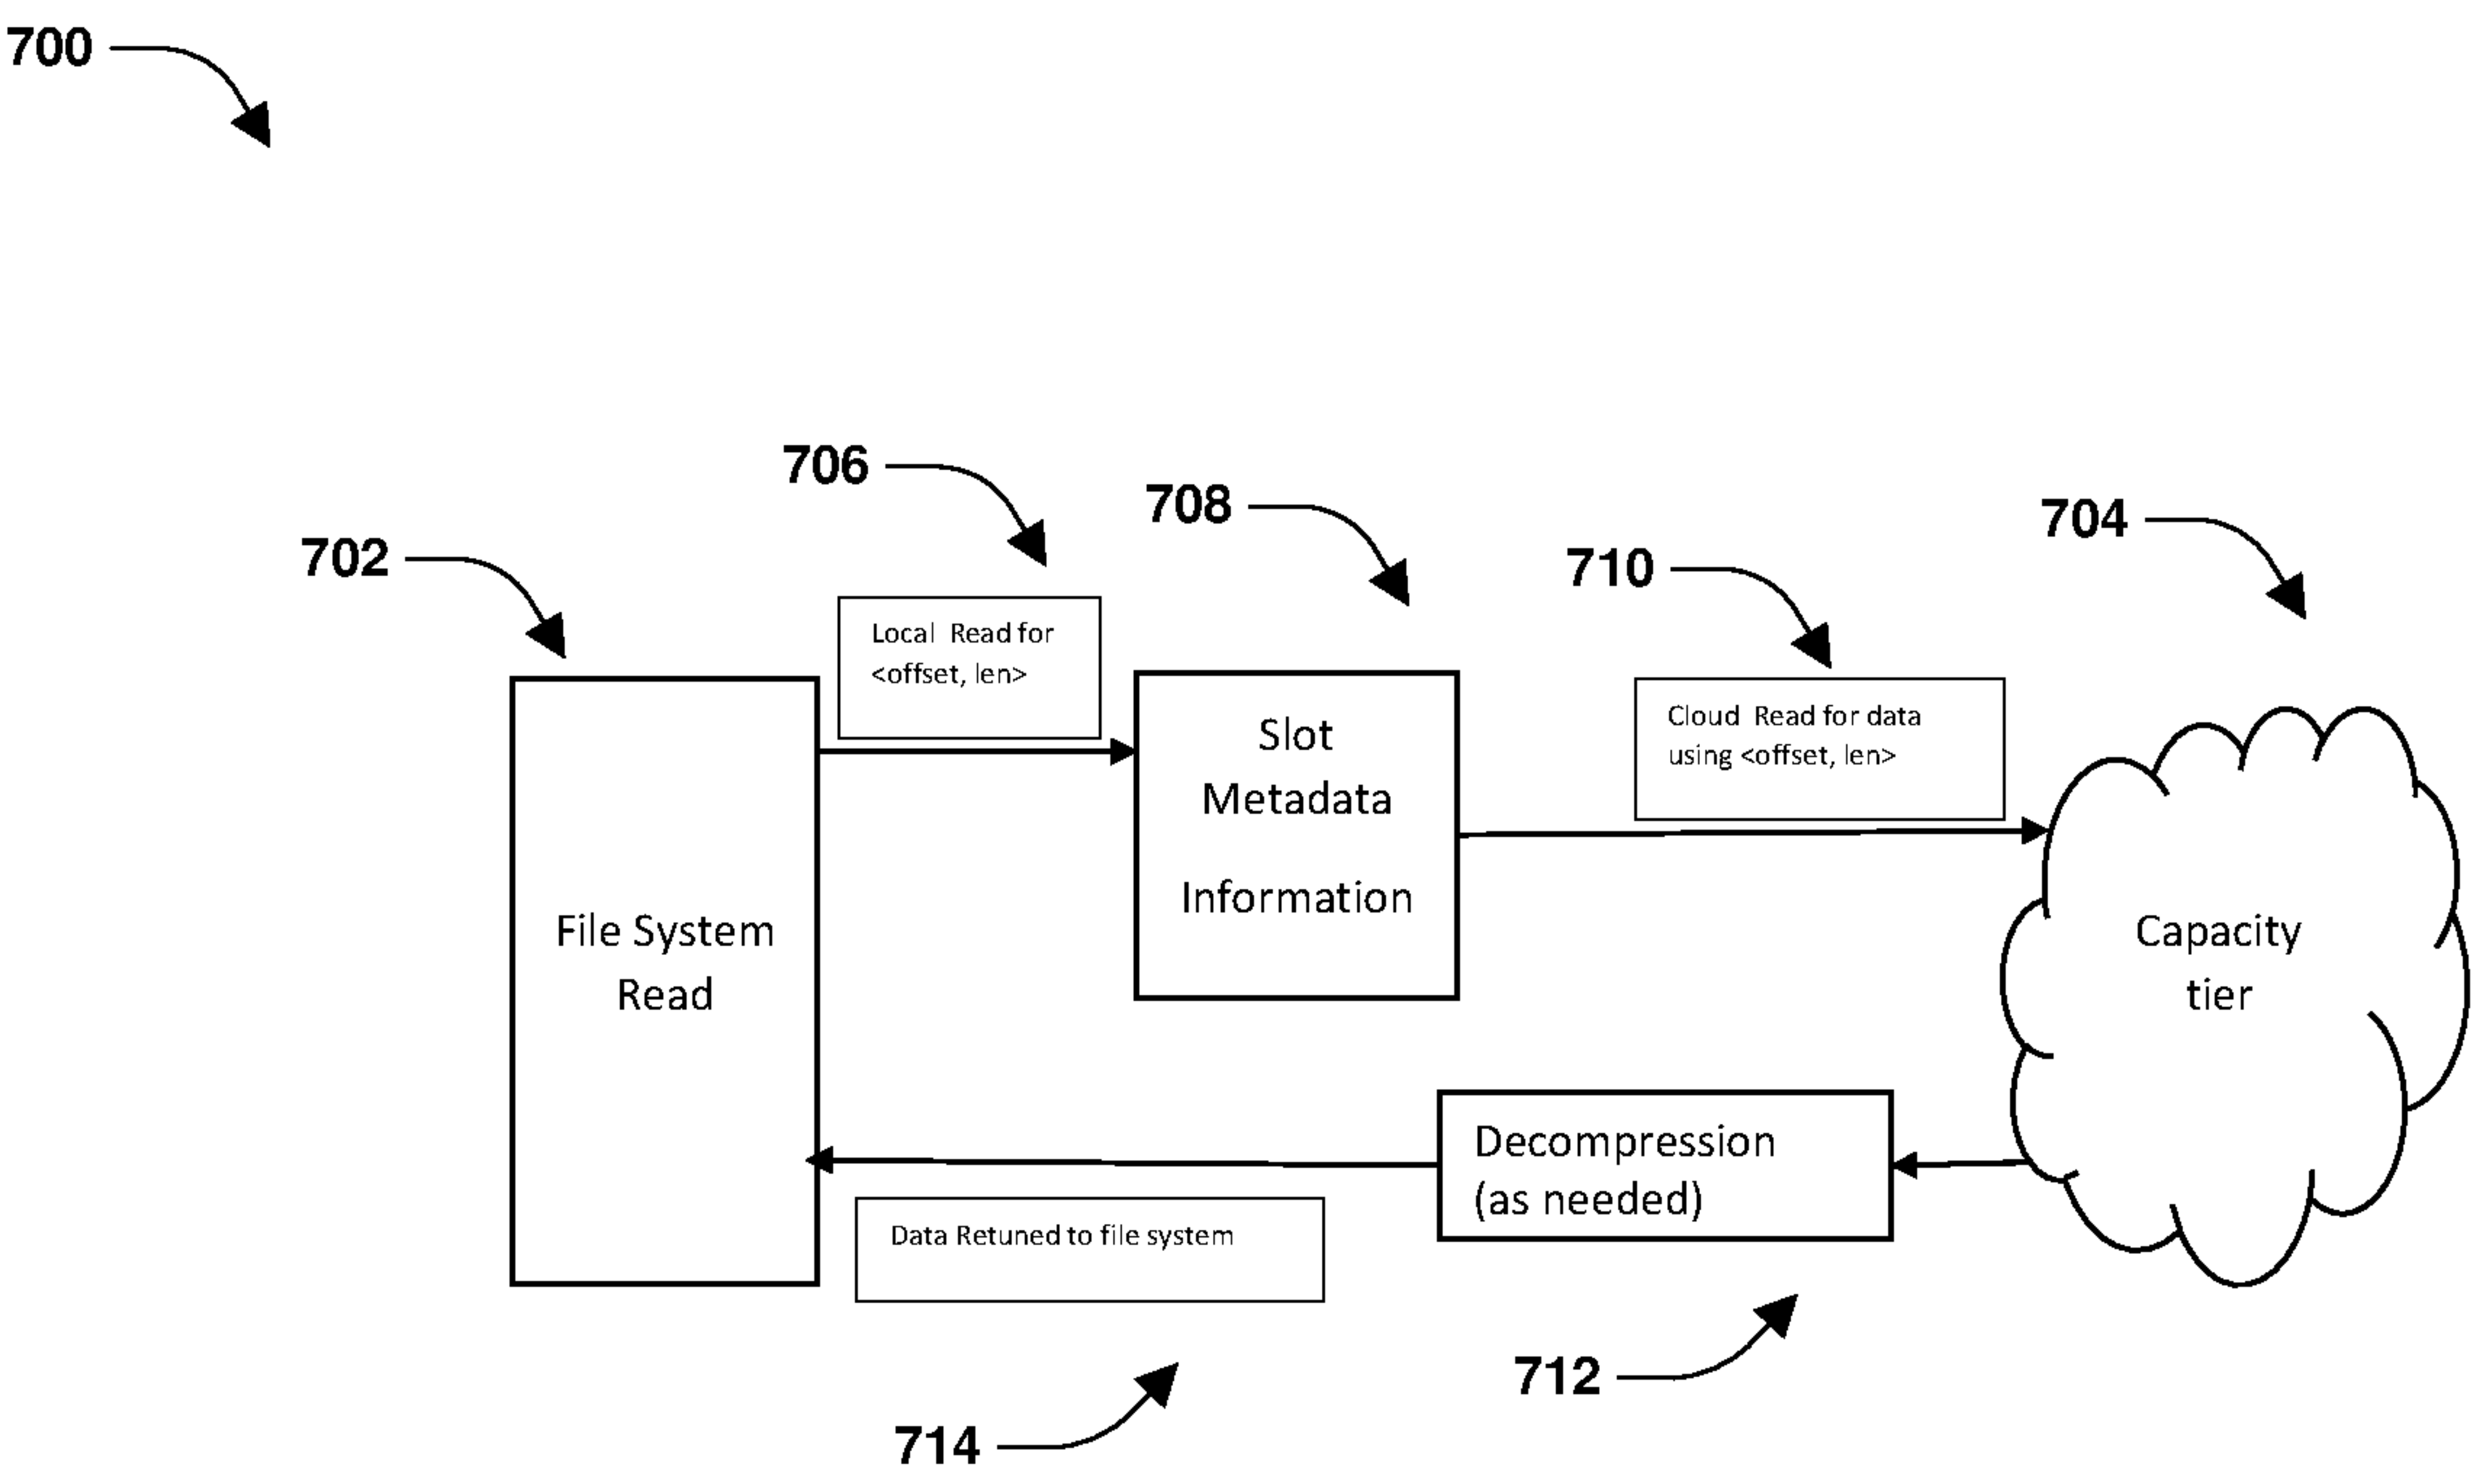 700
706
708
704
702
710
Local Read for
<offset, len>
Cloud Read for data
using <offset, len>
Slot
Metadata
Information
File System
Read
Capacity
tier
Decompression
(as needed)
Data Retuned to file system
712
714